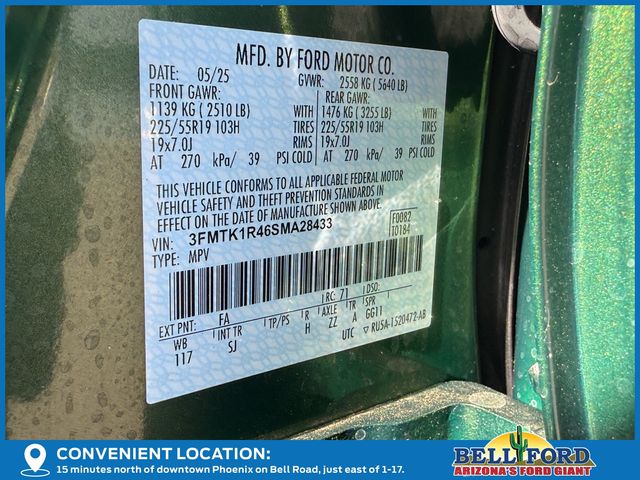 MFD. BY FORD MOTOR CO.
DATE: 05/25 GVWR: 2558 KG ( 5640 LB)
FRONT GAWR: REAR GAWR:
1139 KG ( 2510 LB) WITH 1476 KG ( 3255 LB) WITH
225/55R19 103H TIRES 225/55R19 103H TIRES
19x7.0J RIMS 19x7.0J RIMS
AT 270 kPa/ 39 PSI COLD AT 270 kPa/ 39 PSI COLD
THIS VEHICLE CONFORMS TO ALL APPLICABLE FEDERAL MOTOR
VEHICLE SAFETY AND THEFT PREVENTION STANDARDS IN
EFFECT ON THE DATE OF MANUFACTURE SHOWN ABOVE.
VIN: 3FMTK1R46SMA28433 F0082
TYPE: MPV T0184
EXT PNT: FA RC: 71 DSO:
WB INT TR TP/PS R AXLE TR SPR
117 SJ H ZZ A GG11
UTC ▽ RU5A-1520472-AB
CONVENIENT LOCATION:
15 minutes north of downtown Phoenix on Bell Road, just east of 1-17.
BELL FORD
ARIZONA'S FORD GIANT